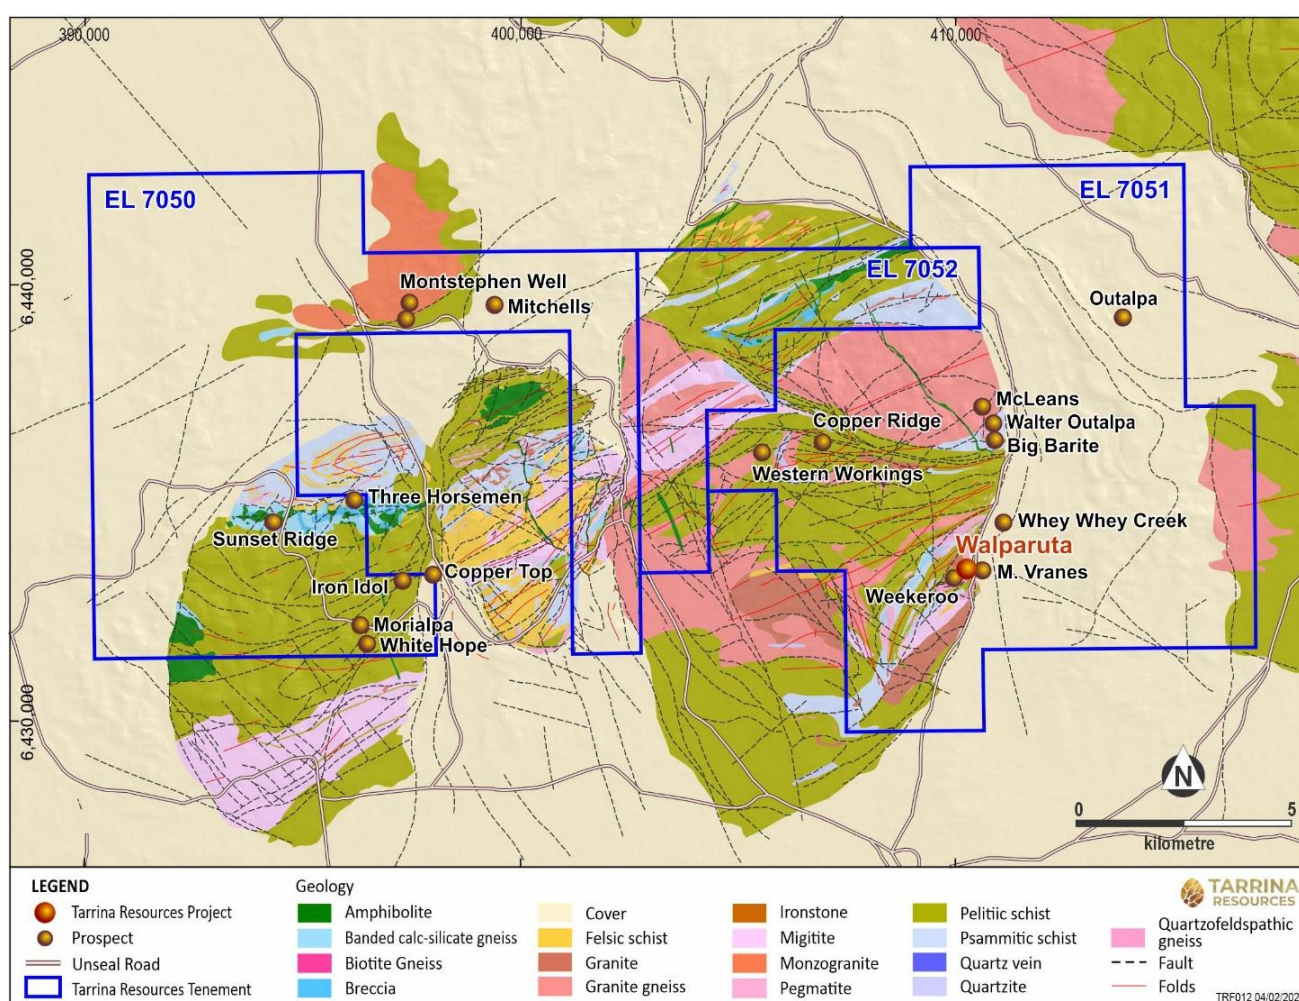 390,000
400,000
410,000
EL 7050
EL 7051
EL 7052
6,440,000
Montstephen Well
Mitchells
Outalpa
McLeans
Walter Outalpa
Big Barite
Copper Ridge
Western Workings
Three Horsemen
Sunset Ridge
Whey Whey Creek
Walparuta
M. Vranes
Weekeroo
Copper Top
Iron Idol
Morialpa
White Hope
6,430,000
N
0 5
kilometre
LEGEND
Tarrina Resources Project
Prospect
Unseal Road
Tarrina Resources Tenement
Geology
Amphibolite
Banded calc-silicate gneiss
Biotite Gneiss
Breccia
Cover
Felsic schist
Granite
Granite gneiss
Ironstone
Migitite
Monzogranite
Pegmatite
Pelitiic schist
Psammitic schist
Quartz vein
Quartzite
TARRINA
RESOURCES
Quartzofeldspathic
gneiss
Fault
Folds
TRF012 04/02/202